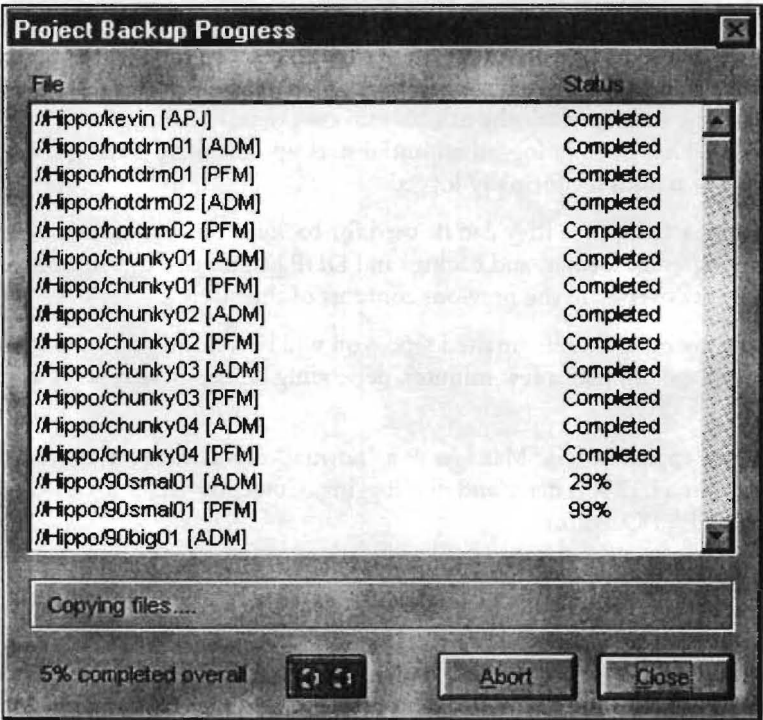 Project Backup Progress
File Status
//Hippo/kevin [APJ] Completed
//Hippo/hotdrm01 [ADM] Completed
//Hippo/hotdrm01 [PFM] Completed
//Hippo/hotdrm02 [ADM] Completed
//Hippo/hotdrm02 [PFM] Completed
//Hippo/chunky01 [ADM] Completed
//Hippo/chunky01 [PFM] Completed
//Hippo/chunky02 [ADM] Completed
//Hippo/chunky02 [PFM] Completed
//Hippo/chunky03 [ADM] Completed
//Hippo/chunky03 [PFM] Completed
//Hippo/chunky04 [ADM] Completed
//Hippo/chunky04 [PFM] Completed
//Hippo/90smal01 [ADM] 29%
//Hippo/90smal01 [PFM] 99%
//Hippo/90big01 [ADM]
Copying files....
5% completed overall Abort Close